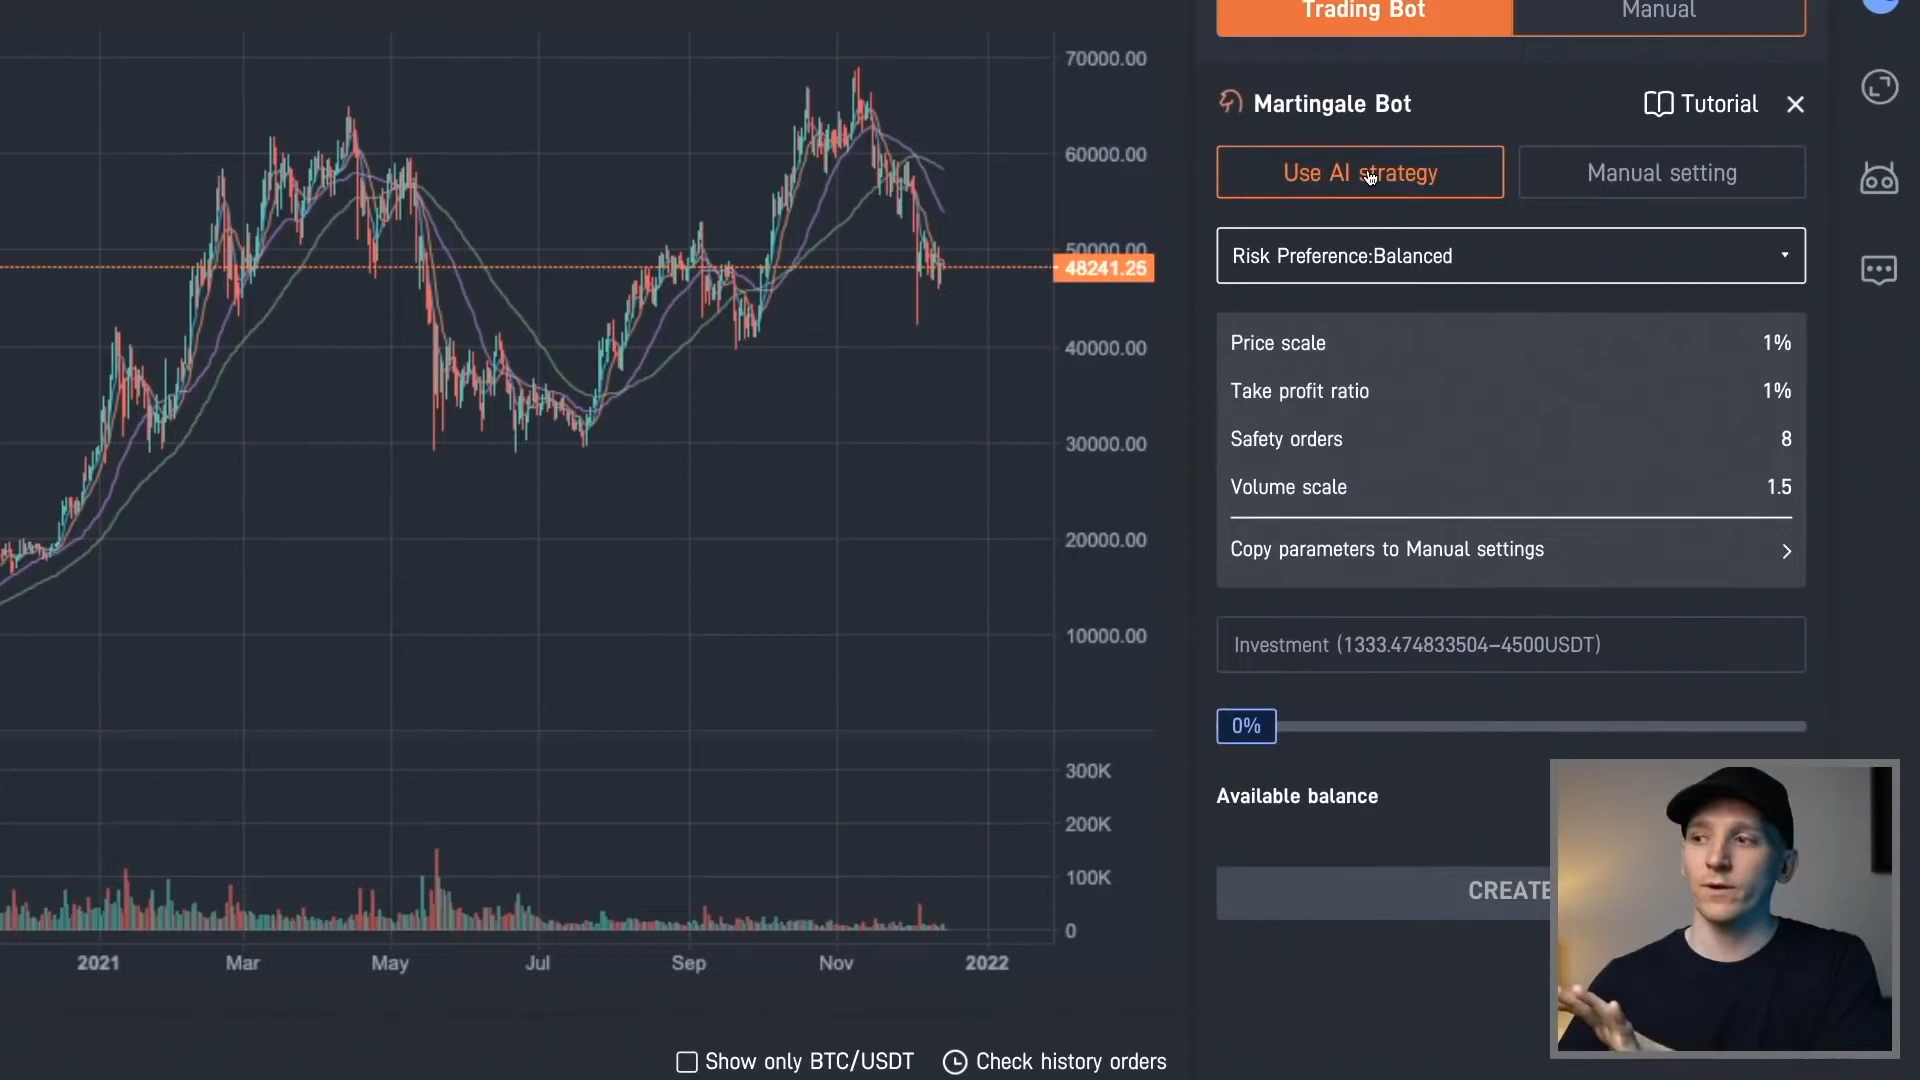 Trading Bot
Manual
Martingale Bot
Tutorial
Use AI strategy
Manual setting
Risk Preference:Balanced
Price scale 1%
Take profit ratio 1%
Safety orders 8
Volume scale 1.5
Copy parameters to Manual settings
Investment (1333.474833504–4500USDT)
0%
Available balance
CREATE
70000.00
60000.00
50000.00
48241.25
40000.00
30000.00
20000.00
10000.00
300K
200K
100K
0
2021 Mar May Jul Sep Nov 2022
Show only BTC/USDT
Check history orders